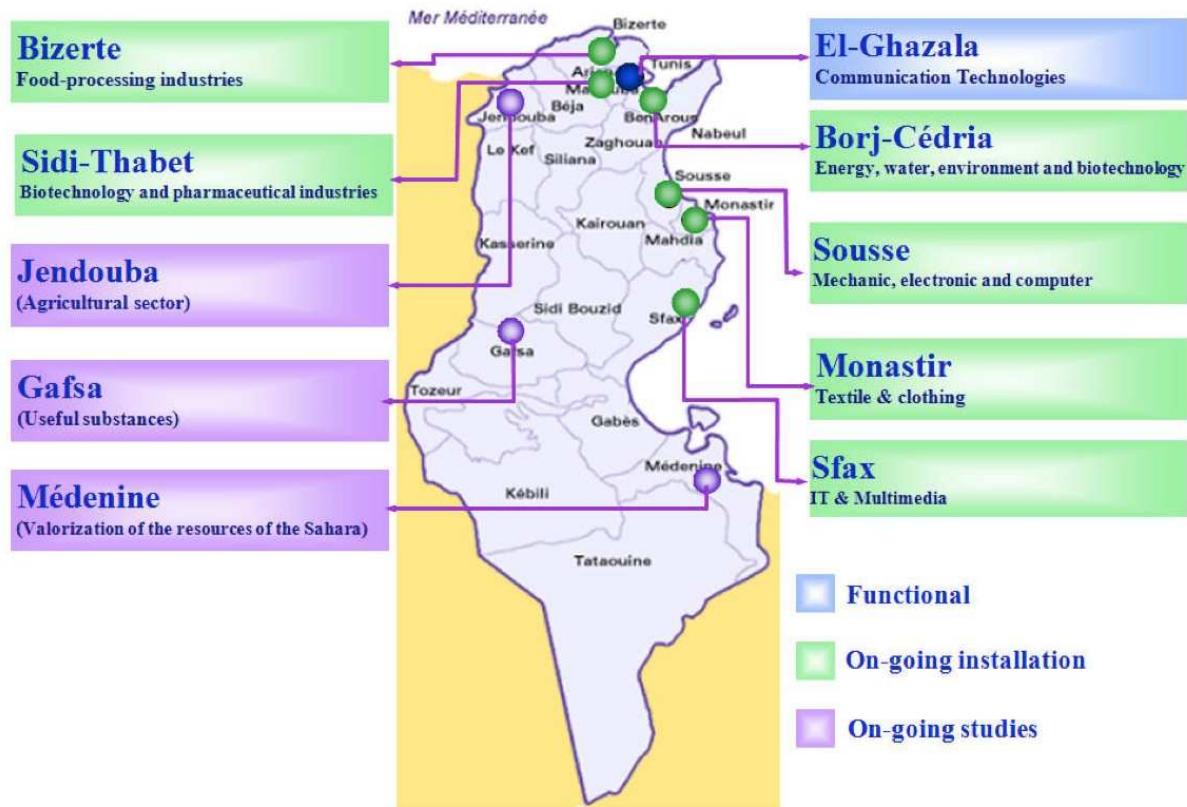 Mer Méditerranée
Bizerte
Food-processing industries
Sidi-Thabet
Biotechnology and pharmaceutical industries
Jendouba
(Agricultural sector)
Gafsa
(Useful substances)
Médenine
(Valorization of the resources of the Sahara)
Bizerte
Tunis
Béja
Jendouba
BenArous
Nabeul
Zaghouan
Le Kef
Siliana
Sousse
Monastir
Kairouan
Mahdia
Kasserine
Sidi Bouzid
Sfax
Gafsa
Tozeur
Gabès
Médenine
Kébili
Tataouine
El-Ghazala
Communication Technologies
Borj-Cédria
Energy, water, environment and biotechnology
Sousse
Mechanic, electronic and computer
Monastir
Textile & clothing
Sfax
IT & Multimedia
Functional
On-going installation
On-going studies